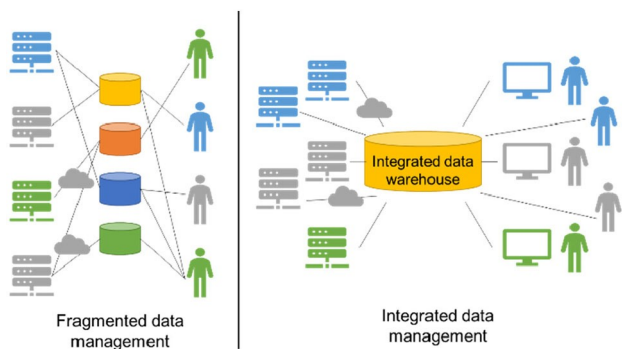 Integrated data
warehouse
Fragmented data
management
Integrated data
management